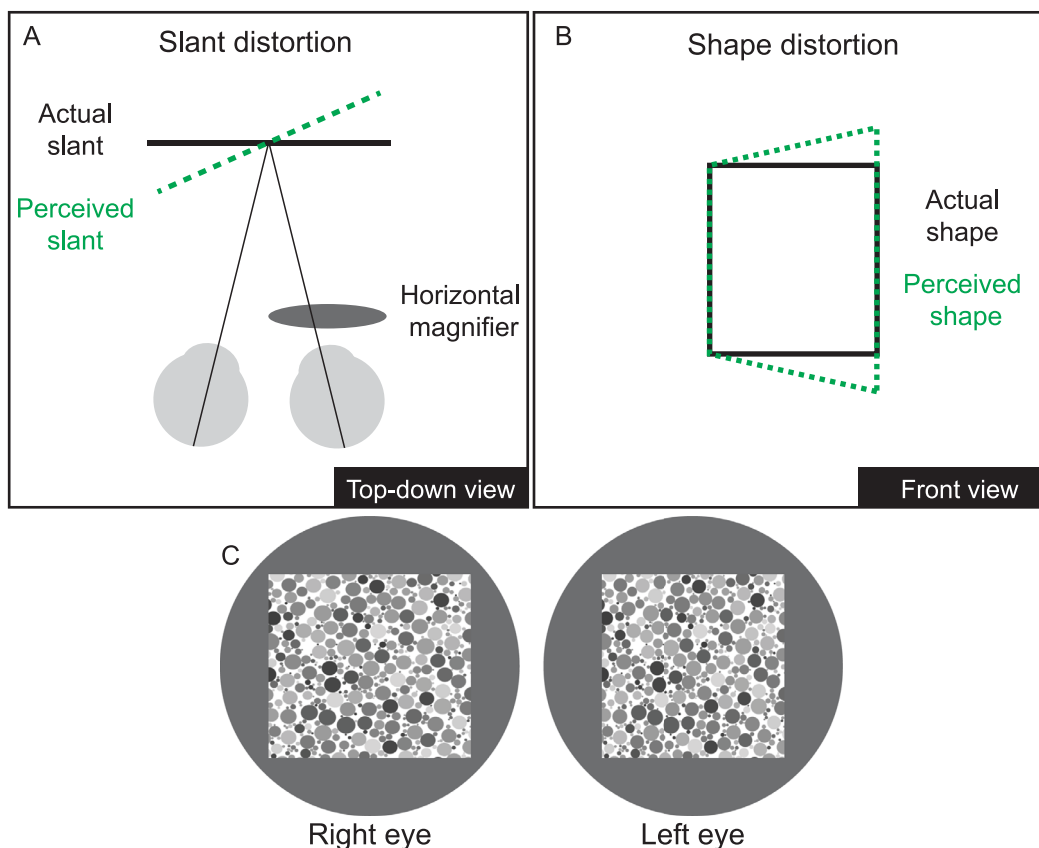 A
Slant distortion
Actual
slant
Perceived
slant
Horizontal
magnifier
Top-down view
B
Shape distortion
Actual
shape
Perceived
shape
Front view
C
Right eye
Left eye